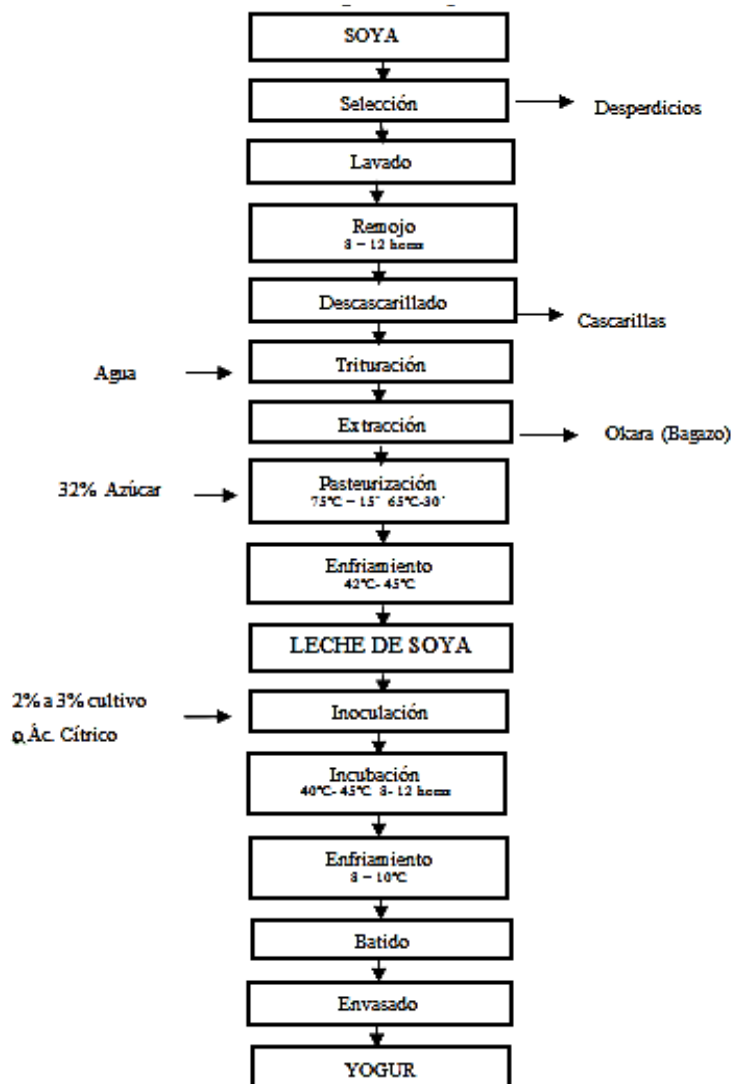 SOYA
Selección
Desperdicios
Lavado
Remojo
8 – 12 horas
Descascarillado
Cascarillas
Agua
Trituración
Extracción
Okara (Bagazo)
32% Azúcar
Pasteurización
75°C – 15´ 65°C-30´
Enfriamiento
42°C- 45°C
LECHE DE SOYA
2% a 3% cultivo
o Ác. Cítrico
Inoculación
Incubación
40°C- 45°C 8- 12 horas
Enfriamiento
8 – 10°C
Batido
Envasado
YOGUR